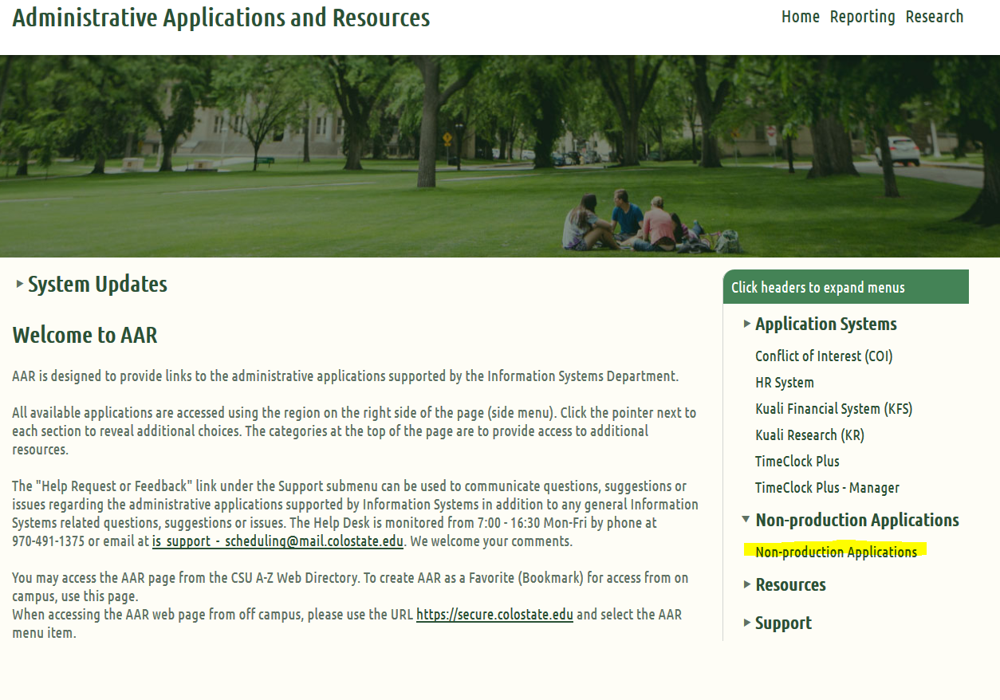 Administrative Applications and Resources
Home Reporting Research
System Updates
Welcome to AAR
AAR is designed to provide links to the administrative applications supported by the Information Systems Department.
All available applications are accessed using the region on the right side of the page (side menu). Click the pointer next to
each section to reveal additional choices. The categories at the top of the page are to provide access to additional
resources.
The "Help Request or Feedback" link under the Support submenu can be used to communicate questions, suggestions or
issues regarding the administrative applications supported by Information Systems in addition to any general Information
Systems related questions, suggestions or issues. The Help Desk is monitored from 7:00 - 16:30 Mon-Fri by phone at
970-491-1375 or email at is_support_-_scheduling@mail.colostate.edu. We welcome your comments.
You may access the AAR page from the CSU A-Z Web Directory. To create AAR as a Favorite (Bookmark) for access from on
campus, use this page.
When accessing the AAR web page from off campus, please use the URL https://secure.colostate.edu and select the AAR
menu item.
Click headers to expand menus
Application Systems
Conflict of Interest (COI)
HR System
Kuali Financial System (KFS)
Kuali Research (KR)
TimeClock Plus
TimeClock Plus - Manager
Non-production Applications
Non-production Applications
Resources
Support